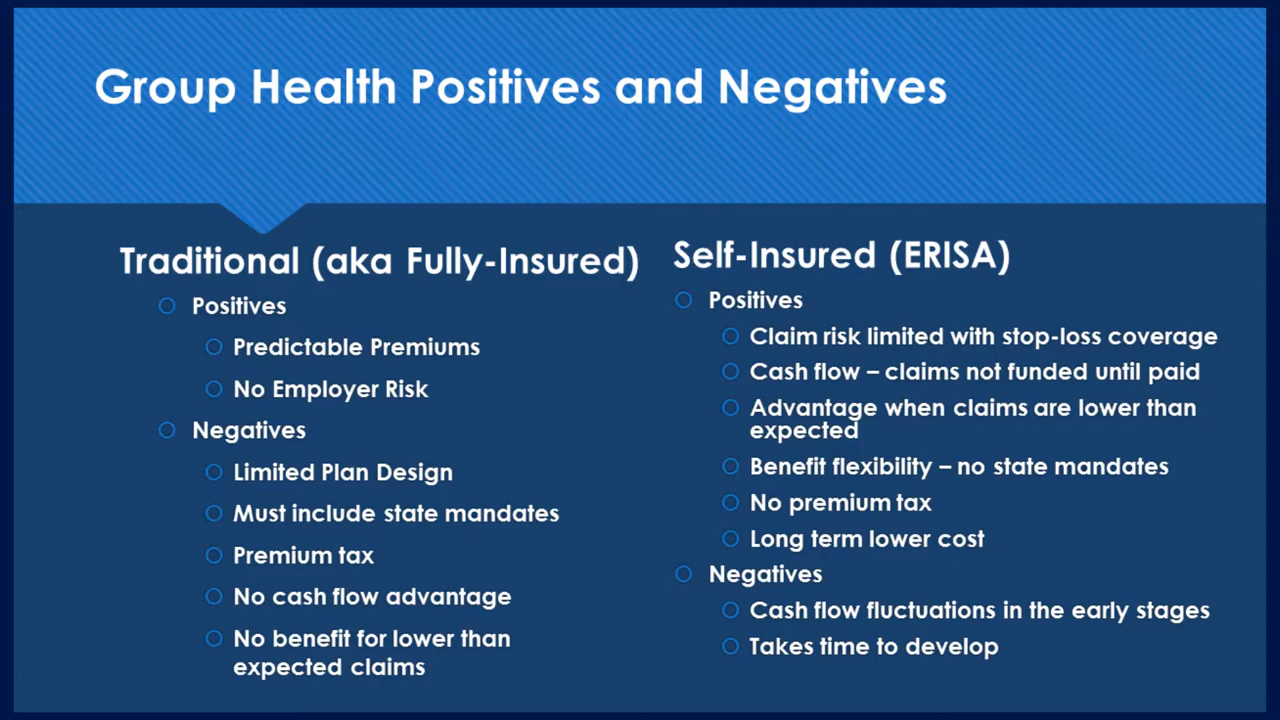 Group Health Positives and Negatives
Traditional (aka Fully-Insured)
Positives
Predictable Premiums
No Employer Risk
Negatives
Limited Plan Design
Must include state mandates
Premium tax
No cash flow advantage
No benefit for lower than
expected claims
Self-Insured (ERISA)
Positives
Claim risk limited with stop-loss coverage
Cash flow – claims not funded until paid
Advantage when claims are lower than
expected
Benefit flexibility – no state mandates
No premium tax
Long term lower cost
Negatives
Cash flow fluctuations in the early stages
Takes time to develop